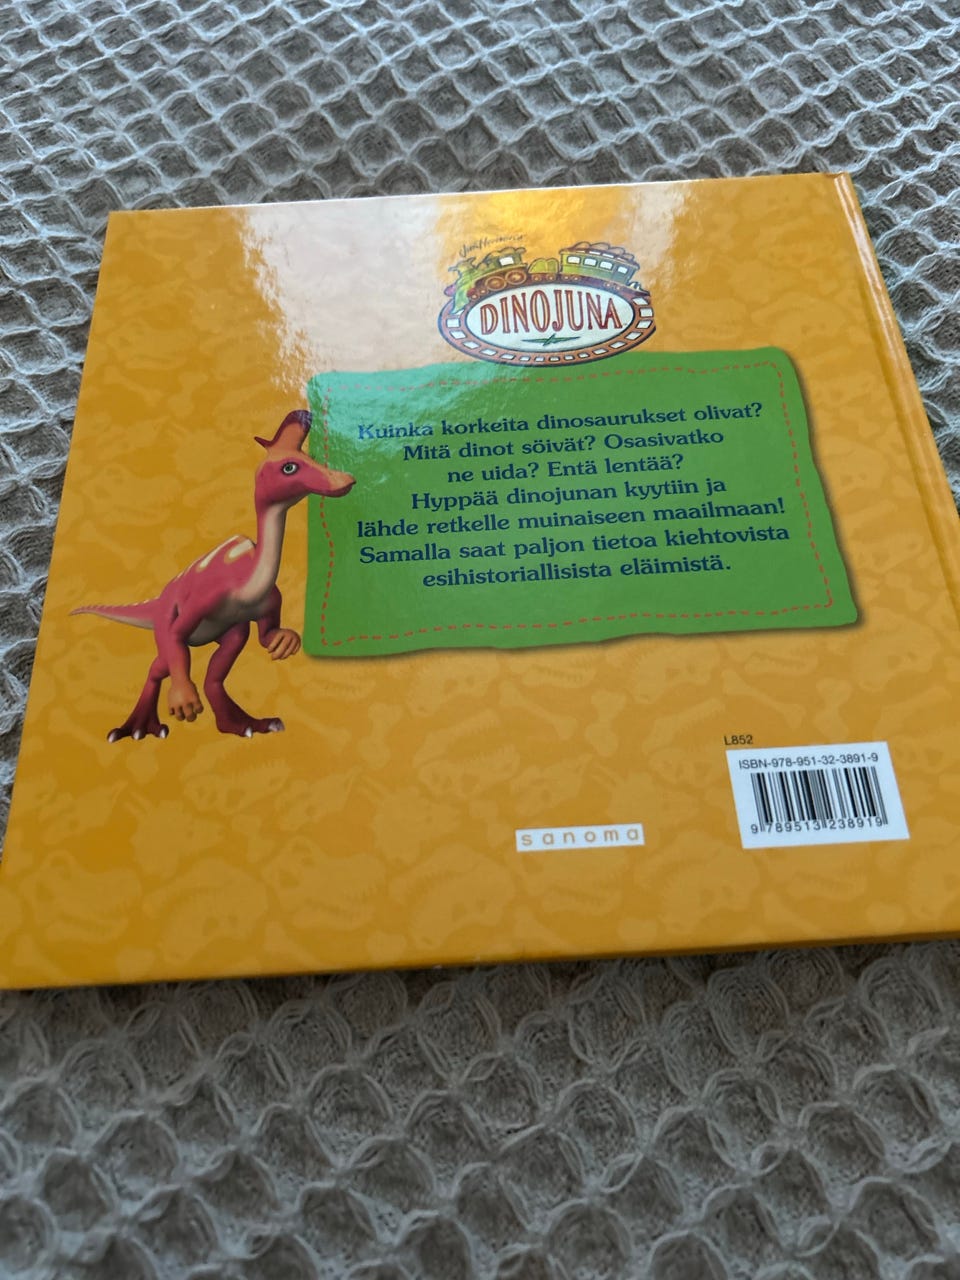 Jim Henson's
DINOJUNA
Kuinka korkeita dinosaurukset olivat?
Mitä dinot söivät? Osasivatko
ne uida? Entä lentää?
Hyppää dinojunan kyytiin ja
lähde retkelle muinaiseen maailmaan!
Samalla saat paljon tietoa kiehtovista
esihistoriallisista eläimistä.
L852
ISBN-978-951-32-3891-9
9 789513 238919
sanoma